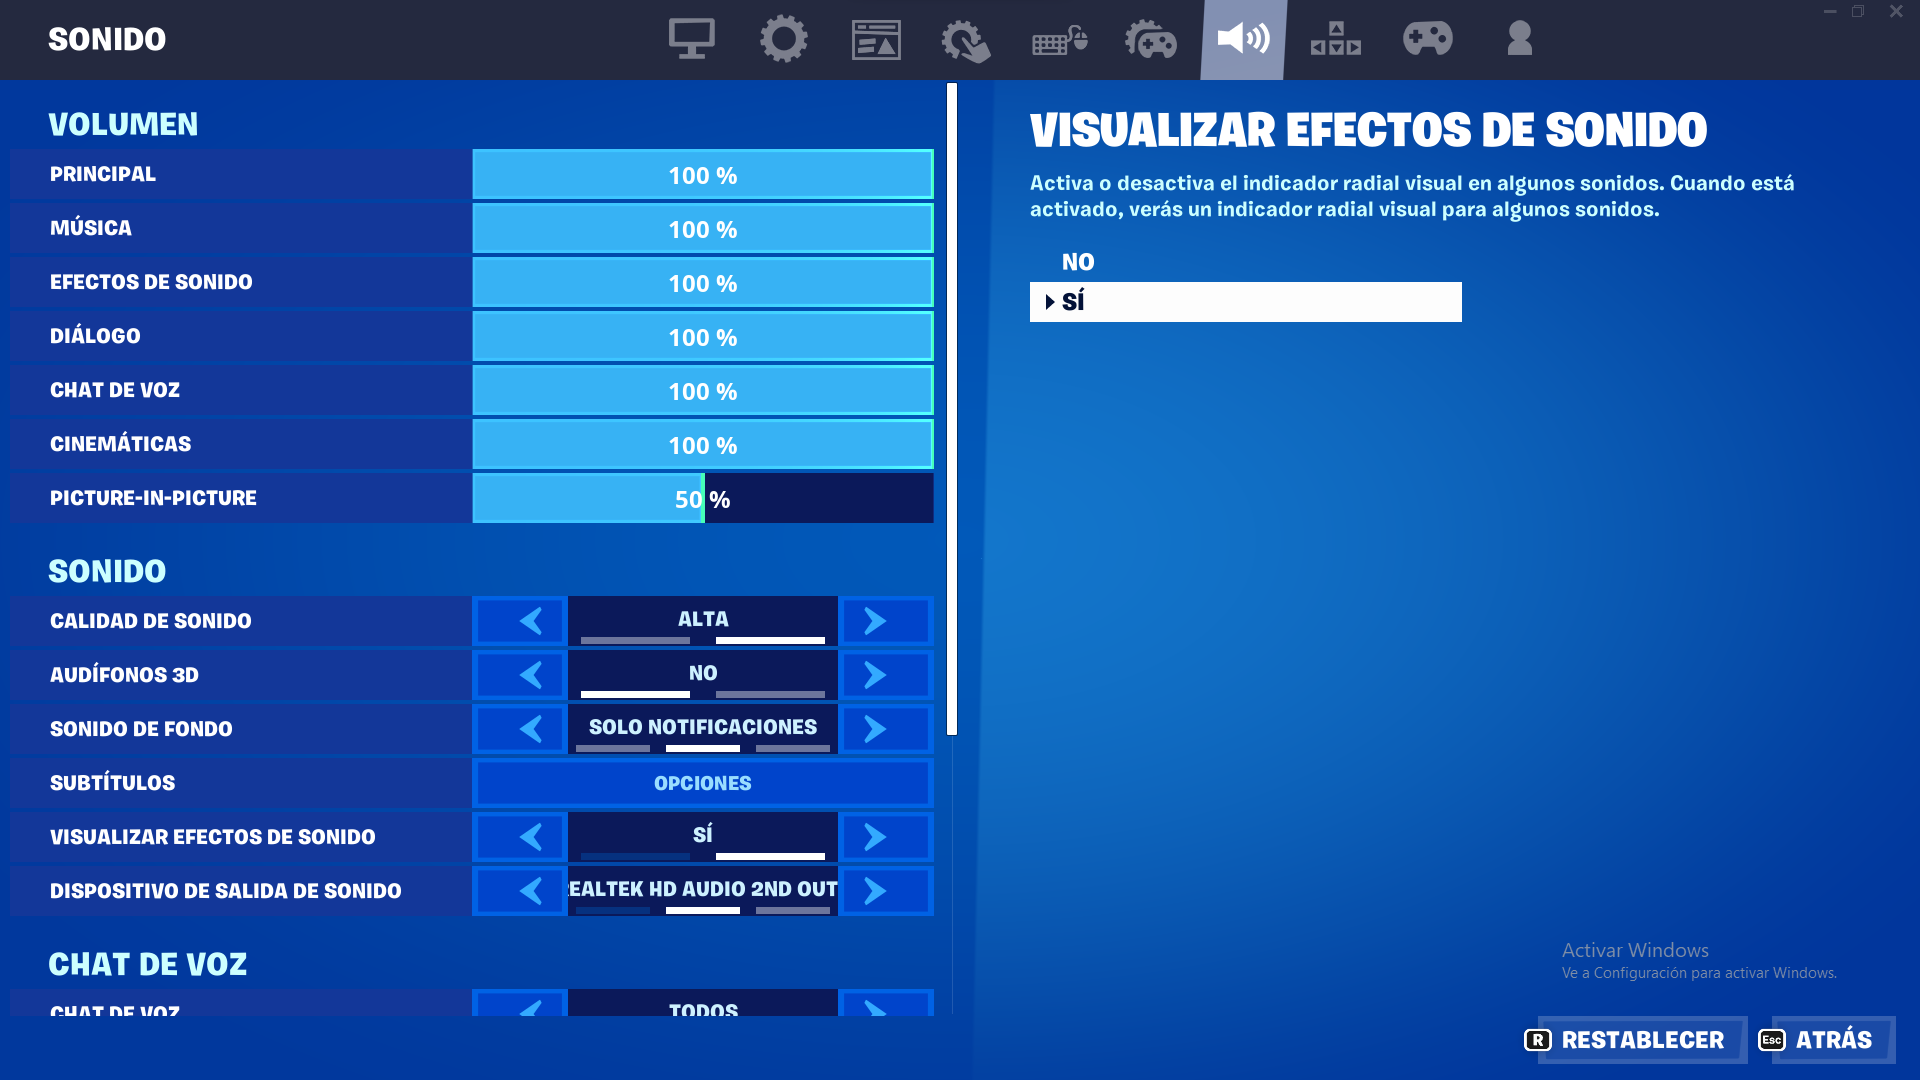 SONIDO
VOLUMEN
PRINCIPAL
100 %
MÚSICA
100 %
EFECTOS DE SONIDO
100 %
DIÁLOGO
100 %
CHAT DE VOZ
100 %
CINEMÁTICAS
100 %
PICTURE-IN-PICTURE
50 %
SONIDO
CALIDAD DE SONIDO
ALTA
AUDÍFONOS 3D
NO
SONIDO DE FONDO
SOLO NOTIFICACIONES
SUBTÍTULOS
OPCIONES
VISUALIZAR EFECTOS DE SONIDO
SÍ
DISPOSITIVO DE SALIDA DE SONIDO
REALTEK HD AUDIO 2ND OUT
CHAT DE VOZ
CHAT DE VOZ
TODOS
VISUALIZAR EFECTOS DE SONIDO
Activa o desactiva el indicador radial visual en algunos sonidos. Cuando está
activado, verás un indicador radial visual para algunos sonidos.
NO
SÍ
Activar Windows
Ve a Configuración para activar Windows.
R RESTABLECER
Esc ATRÁS